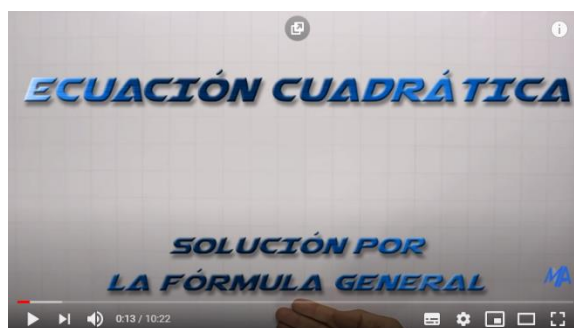 ECUACIÓN CUADRÁTICA
SOLUCIÓN POR
LA FÓRMULA GENERAL
MA
0:13 / 10:22